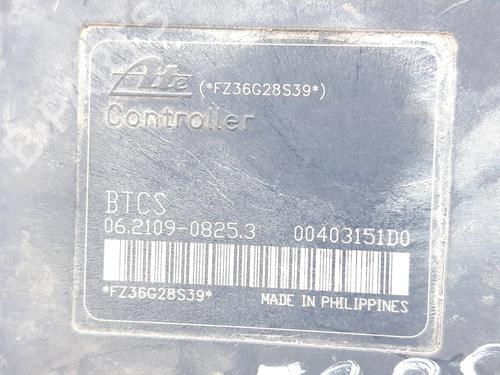 Ate (*FZ36G28S39*)
Controller
BTCS
06.2109-0825.3 00403151D0
*FZ36G28S39* MADE IN PHILIPPINES